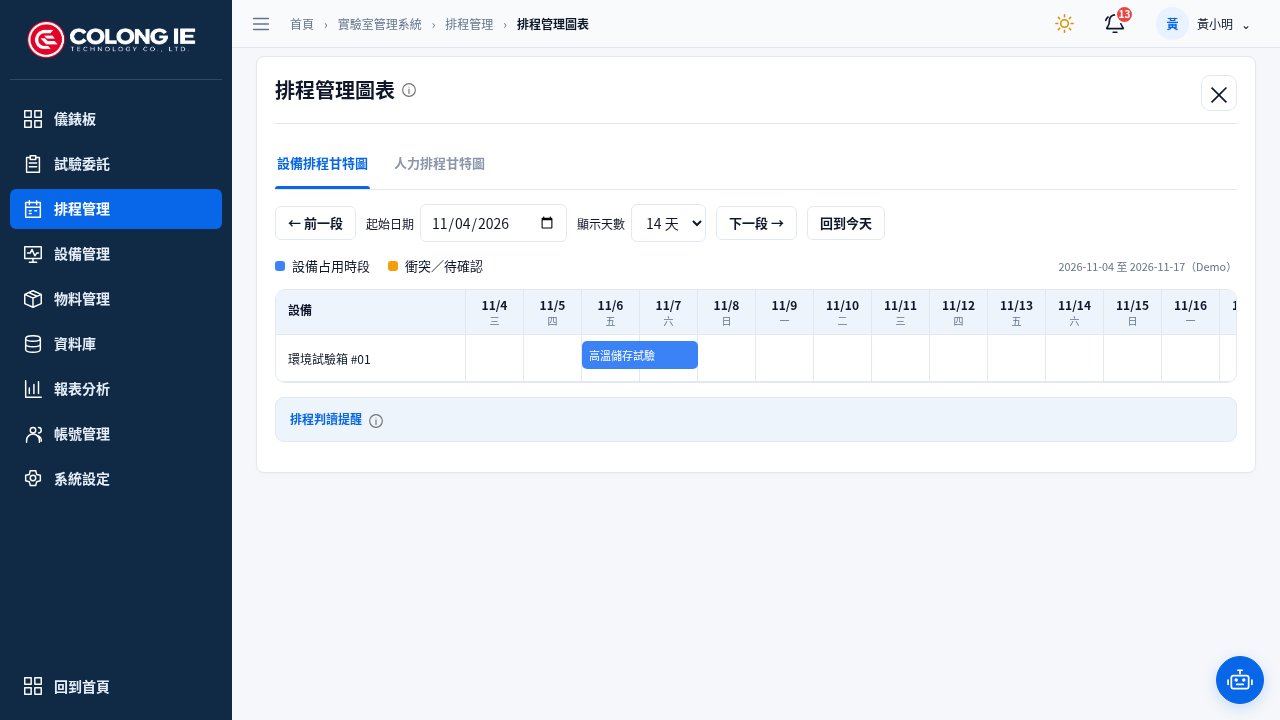 COLONG IE
TECHNOLOGY CO., LTD.
儀錶板
試驗委託
排程管理
設備管理
物料管理
資料庫
報表分析
帳號管理
系統設定
回到首頁
首頁 › 實驗室管理系統 › 排程管理 › 排程管理圖表
13
黃 黃小明
排程管理圖表
設備排程甘特圖 人力排程甘特圖
← 前一段 起始日期 11/04/2026 顯示天數 14 天 下一段 → 回到今天
設備占用時段 衝突／待確認 2026-11-04 至 2026-11-17（Demo）
設備 11/4 11/5 11/6 11/7 11/8 11/9 11/10 11/11 11/12 11/13 11/14 11/15 11/16
三 四 五 六 日 一 二 三 四 五 六 日 一
環境試驗箱 #01 高溫儲存試驗
排程判讀提醒